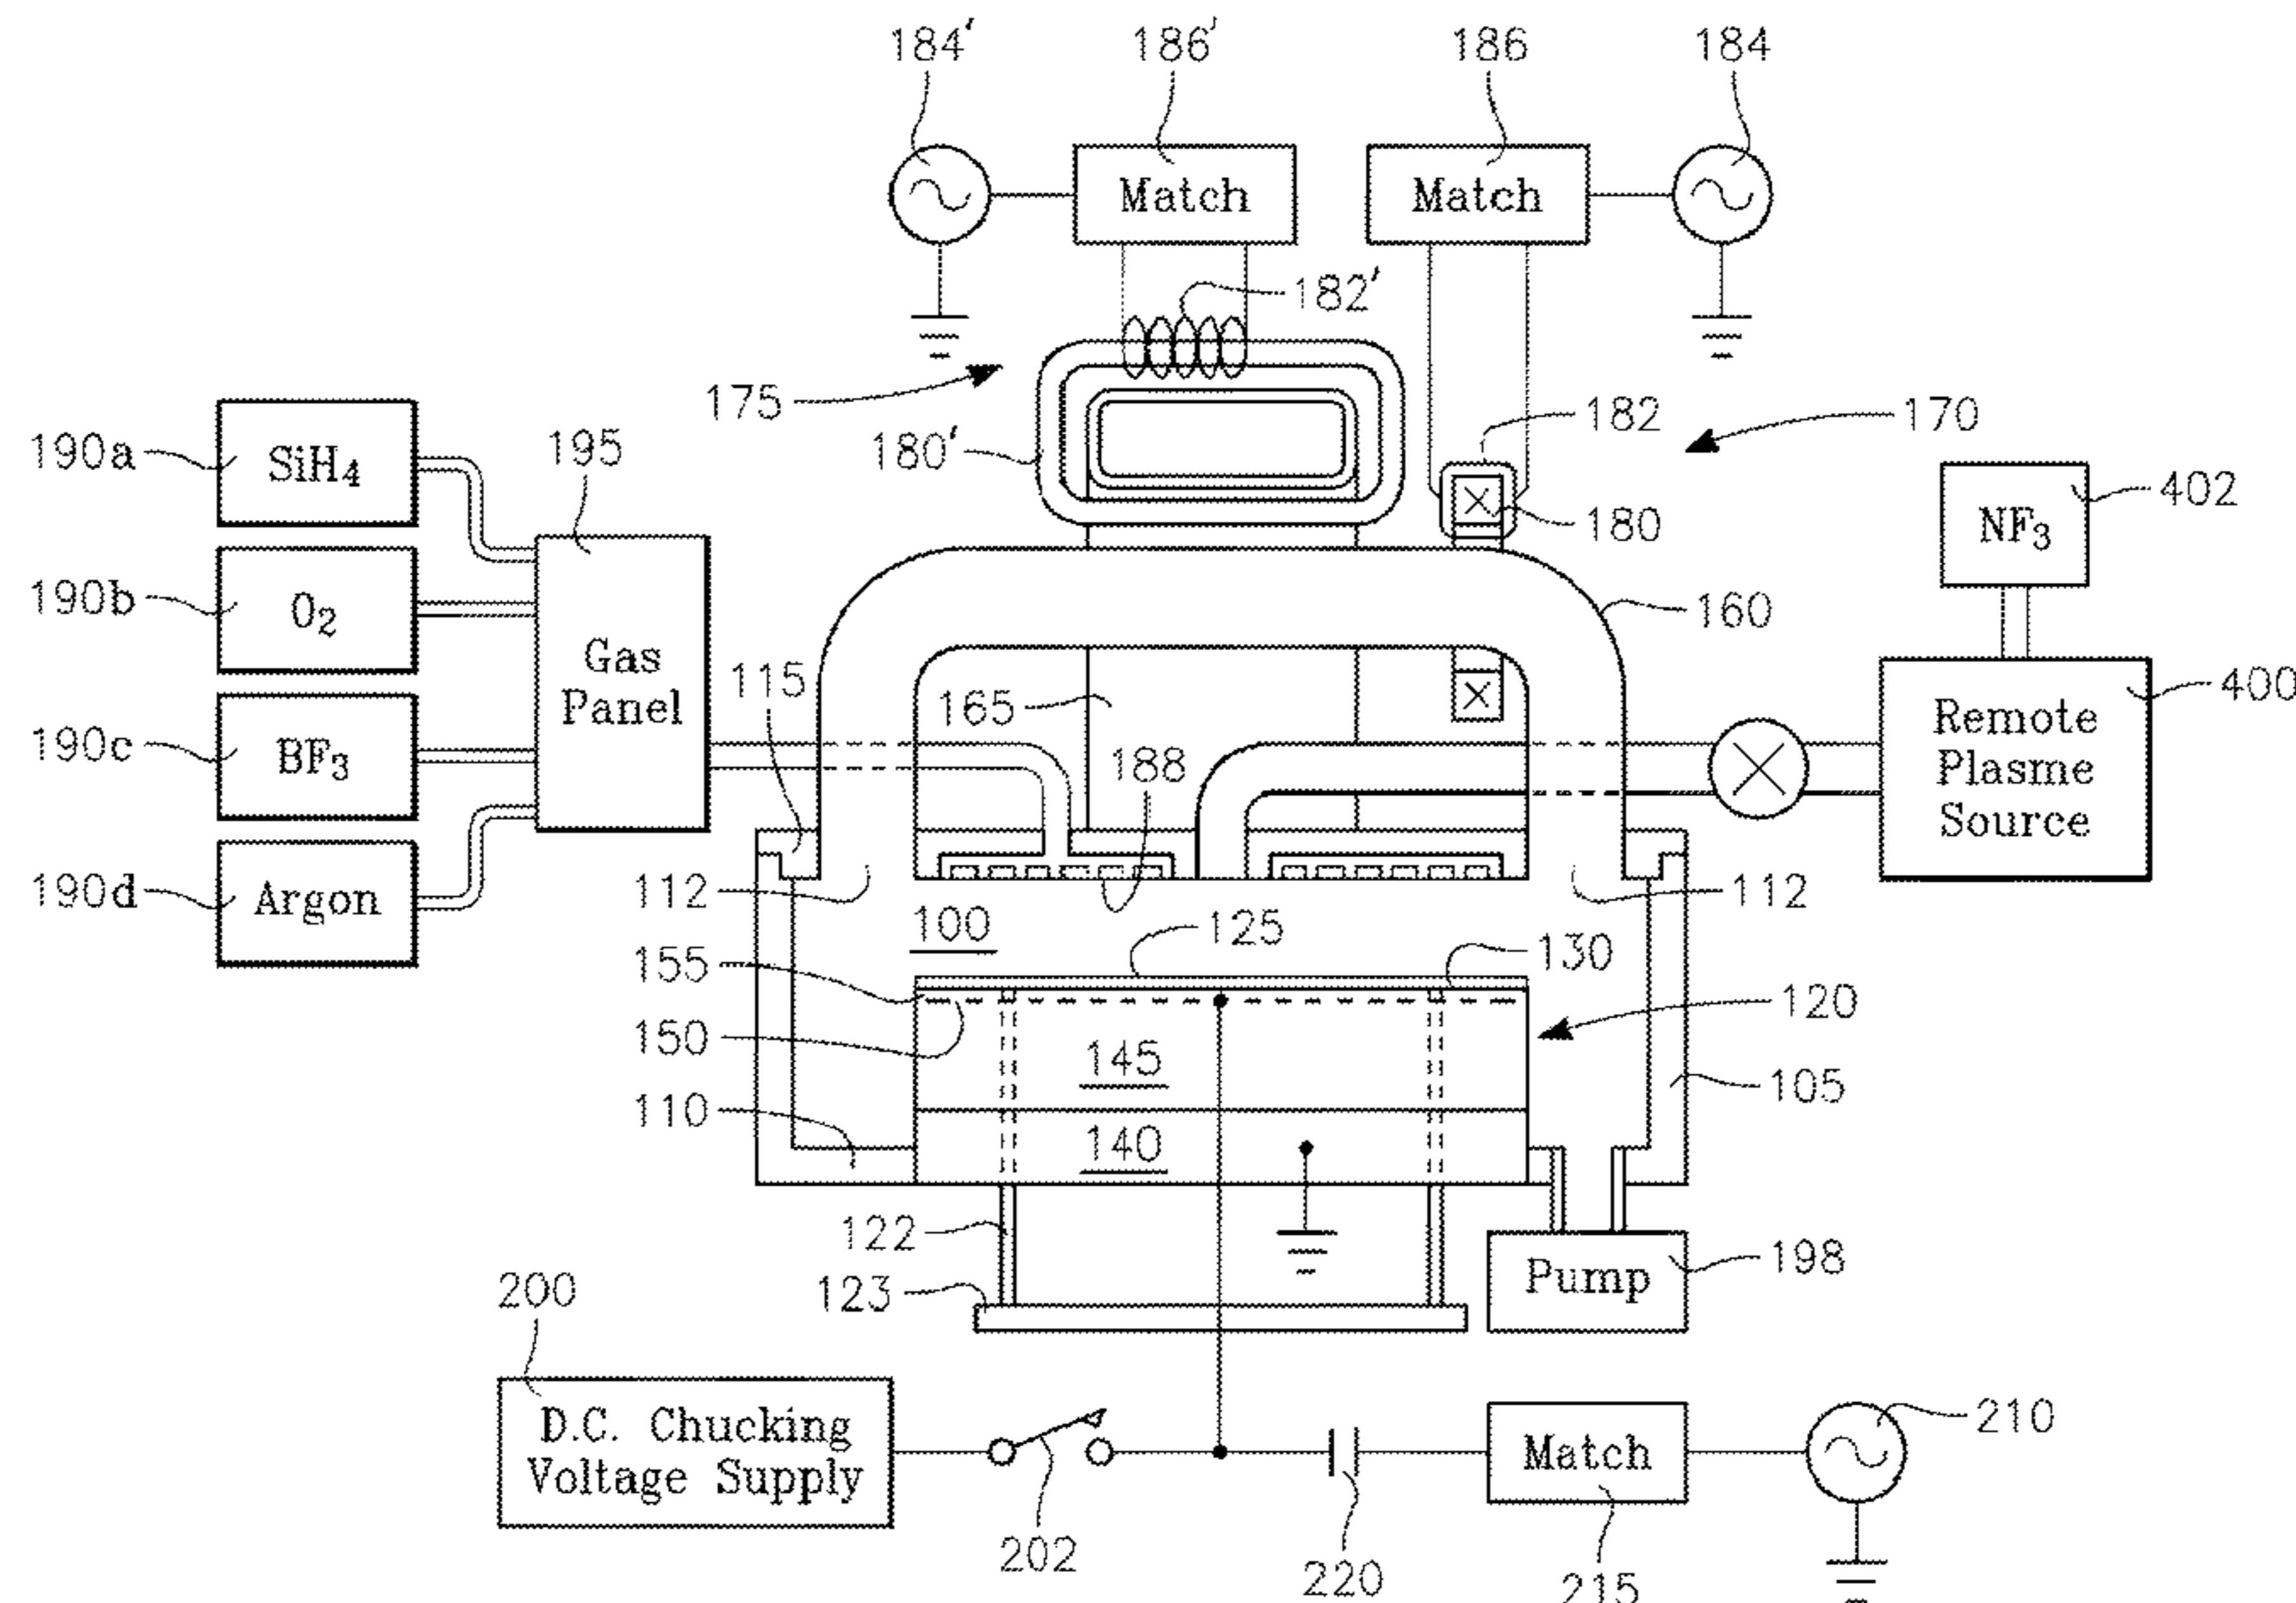 184' 186' 186 184
Match Match
182'
175
182 170
190a SiH4 195
180'
180
402
NF3
190b O2
160
Gas
Panel
115
165
400
Remote
Plasme
Source
190c BF3
188
190d Argon
112 112
100 125
155 130
120
150 145
105
110 140
122
198
Pump
123
200
D.C. Chucking
Voltage Supply
210
Match
202 220 215